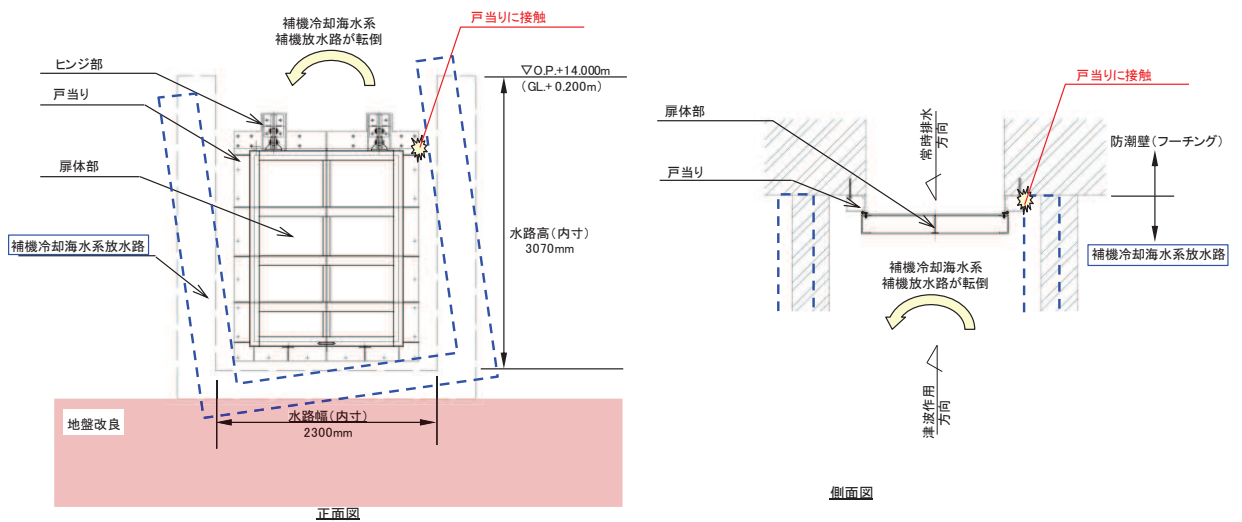 補機冷却海水系
補機放水路が転倒
戸当りに接触
ヒンジ部
戸当り
扉体部
補機冷却海水系放水路
▽O.P.+14.000m
(GL.+0.200m)
水路高(内寸)
3070mm
地盤改良
水路幅(内寸)
2300mm
正面図
戸当りに接触
扉体部
常時排水
方向
防潮壁(フーチング)
戸当り
補機冷却海水系放水路
補機冷却海水系
補機放水路が転倒
津波作用
方向
側面図